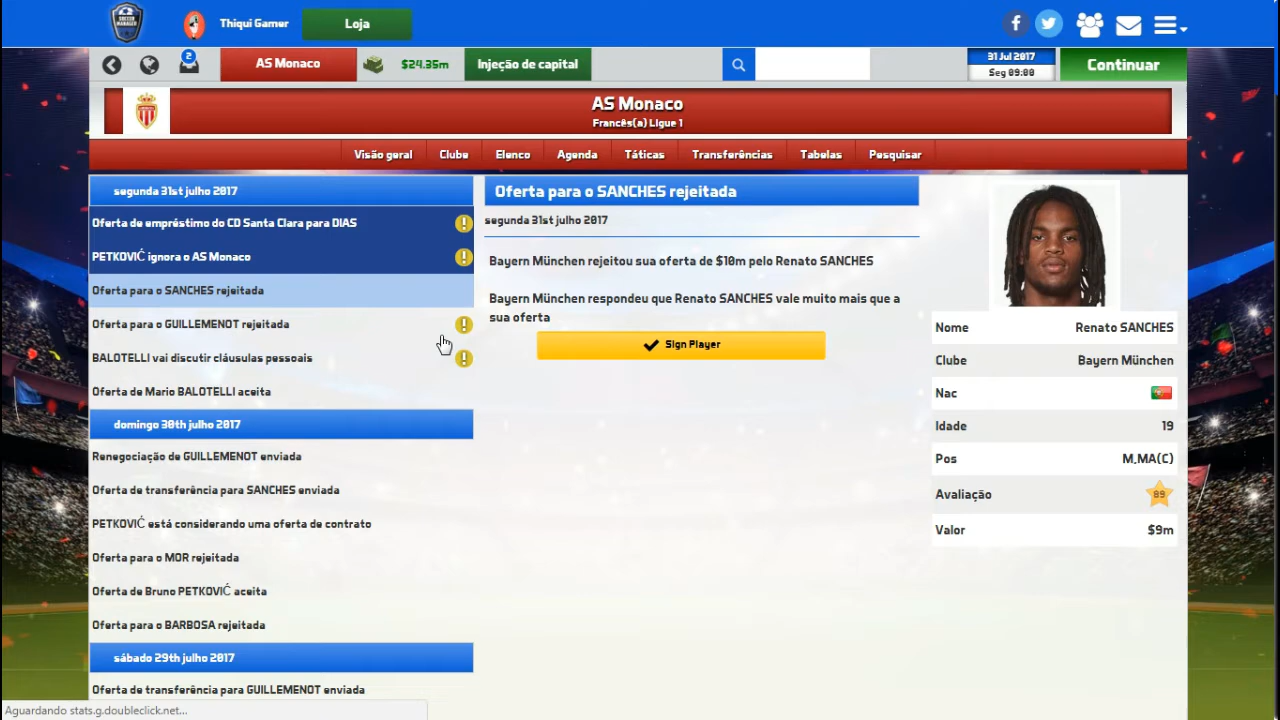 SOCCER MANAGER
Thiqui Gamer
Loja
2
AS Monaco
$24.35m
Injeção de capital
31 Jul 2017
Seg 09:00
Continuar
AS Monaco
Francês(a) Ligue 1
Visão geral Clube Elenco Agenda Táticas Transferências Tabelas Pesquisar
segunda 31st julho 2017
Oferta de empréstimo do CD Santa Clara para DIAS
PETKOVIĆ ignora o AS Monaco
Oferta para o SANCHES rejeitada
Oferta para o GUILLEMENOT rejeitada
BALOTELLI vai discutir cláusulas pessoais
Oferta de Mario BALOTELLI aceita
domingo 30th julho 2017
Renegociação de GUILLEMENOT enviada
Oferta de transferência para SANCHES enviada
PETKOVIĆ está considerando uma oferta de contrato
Oferta para o MOR rejeitada
Oferta de Bruno PETKOVIĆ aceita
Oferta para o BARBOSA rejeitada
sábado 29th julho 2017
Oferta de transferência para GUILLEMENOT enviada
Oferta para o SANCHES rejeitada
segunda 31st julho 2017
Bayern München rejeitou sua oferta de $10m pelo Renato SANCHES
Bayern München respondeu que Renato SANCHES vale muito mais que a
sua oferta
Sign Player
Nome Renato SANCHES
Clube Bayern München
Nac
Idade 19
Pos M,MA(C)
Avaliação 89
Valor $9m
Aguardando stats.g.doubleclick.net...